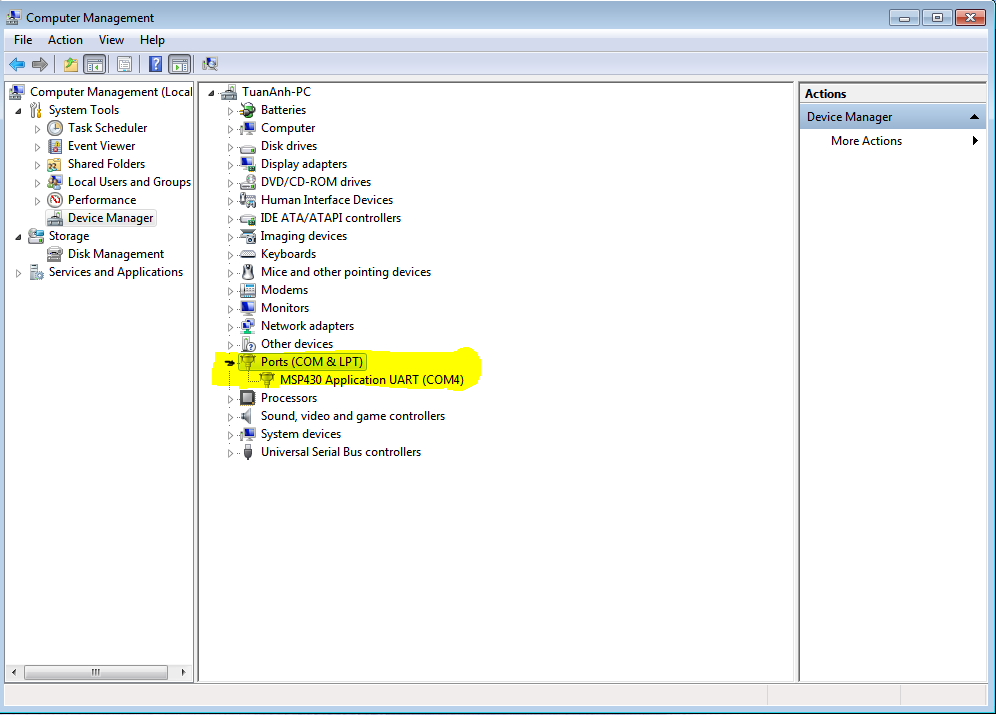 Computer Management
File Action View Help
Computer Management (Local
System Tools
Task Scheduler
Event Viewer
Shared Folders
Local Users and Groups
Performance
Device Manager
Storage
Disk Management
Services and Applications
TuanAnh-PC
Batteries
Computer
Disk drives
Display adapters
DVD/CD-ROM drives
Human Interface Devices
IDE ATA/ATAPI controllers
Imaging devices
Keyboards
Mice and other pointing devices
Modems
Monitors
Network adapters
Other devices
Ports (COM & LPT)
MSP430 Application UART (COM4)
Processors
Sound, video and game controllers
System devices
Universal Serial Bus controllers
Actions
Device Manager
More Actions